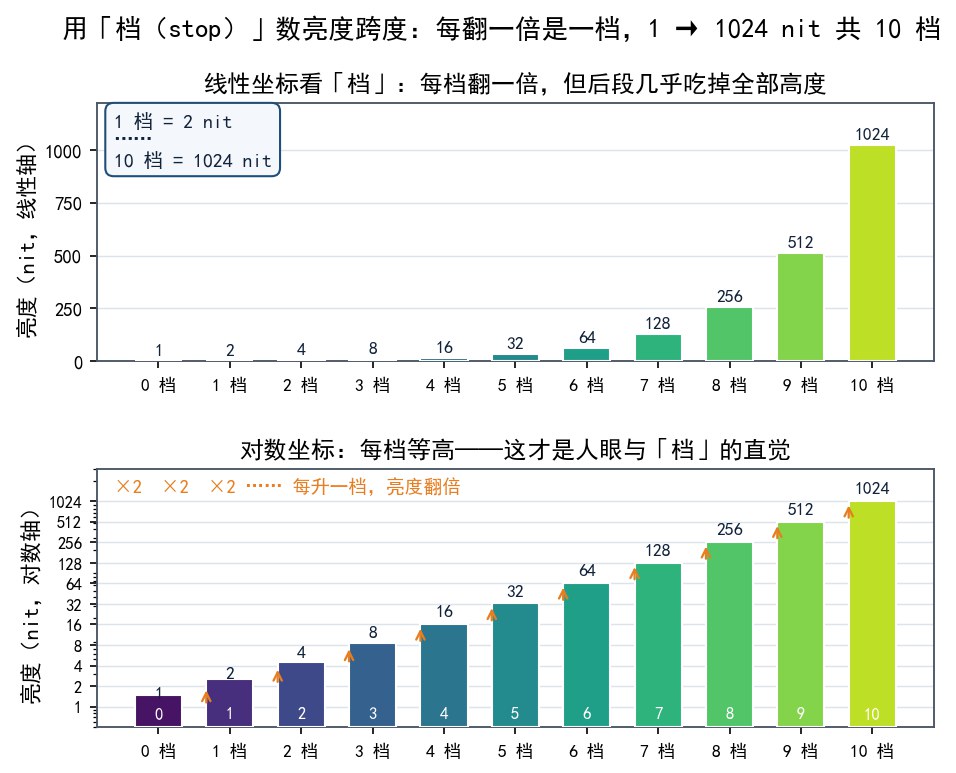 用「档（stop）」数亮度跨度：每翻一倍是一档，1 → 1024 nit 共 10 档
线性坐标看「档」：每档翻一倍，但后段几乎吃掉全部高度
亮度（nit，线性轴）
1000
750
500
250
0
1 档 = 2 nit
……
10 档 = 1024 nit
1 2 4 8 16 32 64 128 256 512 1024
0 档 1 档 2 档 3 档 4 档 5 档 6 档 7 档 8 档 9 档 10 档
对数坐标：每档等高——这才是人眼与「档」的直觉
亮度（nit，对数轴）
1024
512
256
128
64
32
16
8
4
2
1
×2 ×2 ×2 …… 每升一档，亮度翻倍
1 2 4 8 16 32 64 128 256 512 1024
0 1 2 3 4 5 6 7 8 9 10
0 档 1 档 2 档 3 档 4 档 5 档 6 档 7 档 8 档 9 档 10 档